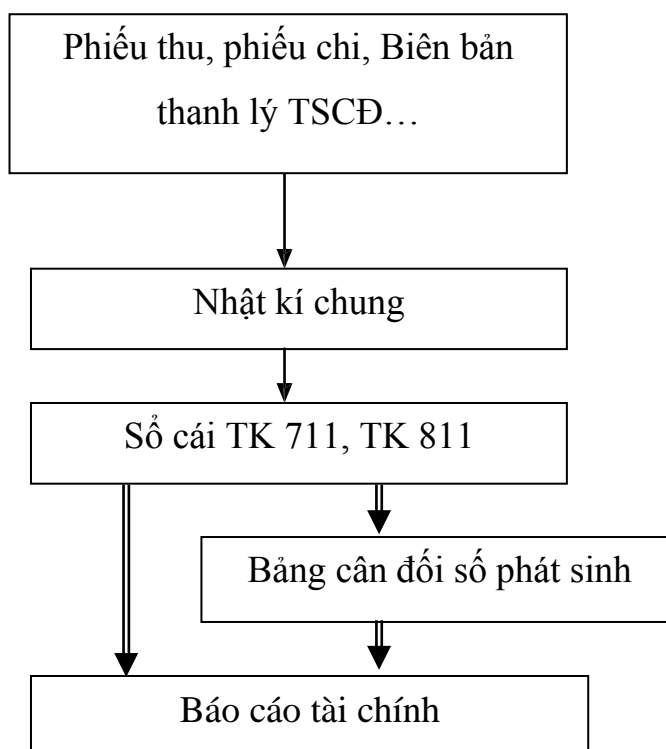 Phiếu thu, phiếu chi, Biên bản
thanh lý TSCĐ…
Nhật kí chung
Sổ cái TK 711, TK 811
Bảng cân đối số phát sinh
Báo cáo tài chính